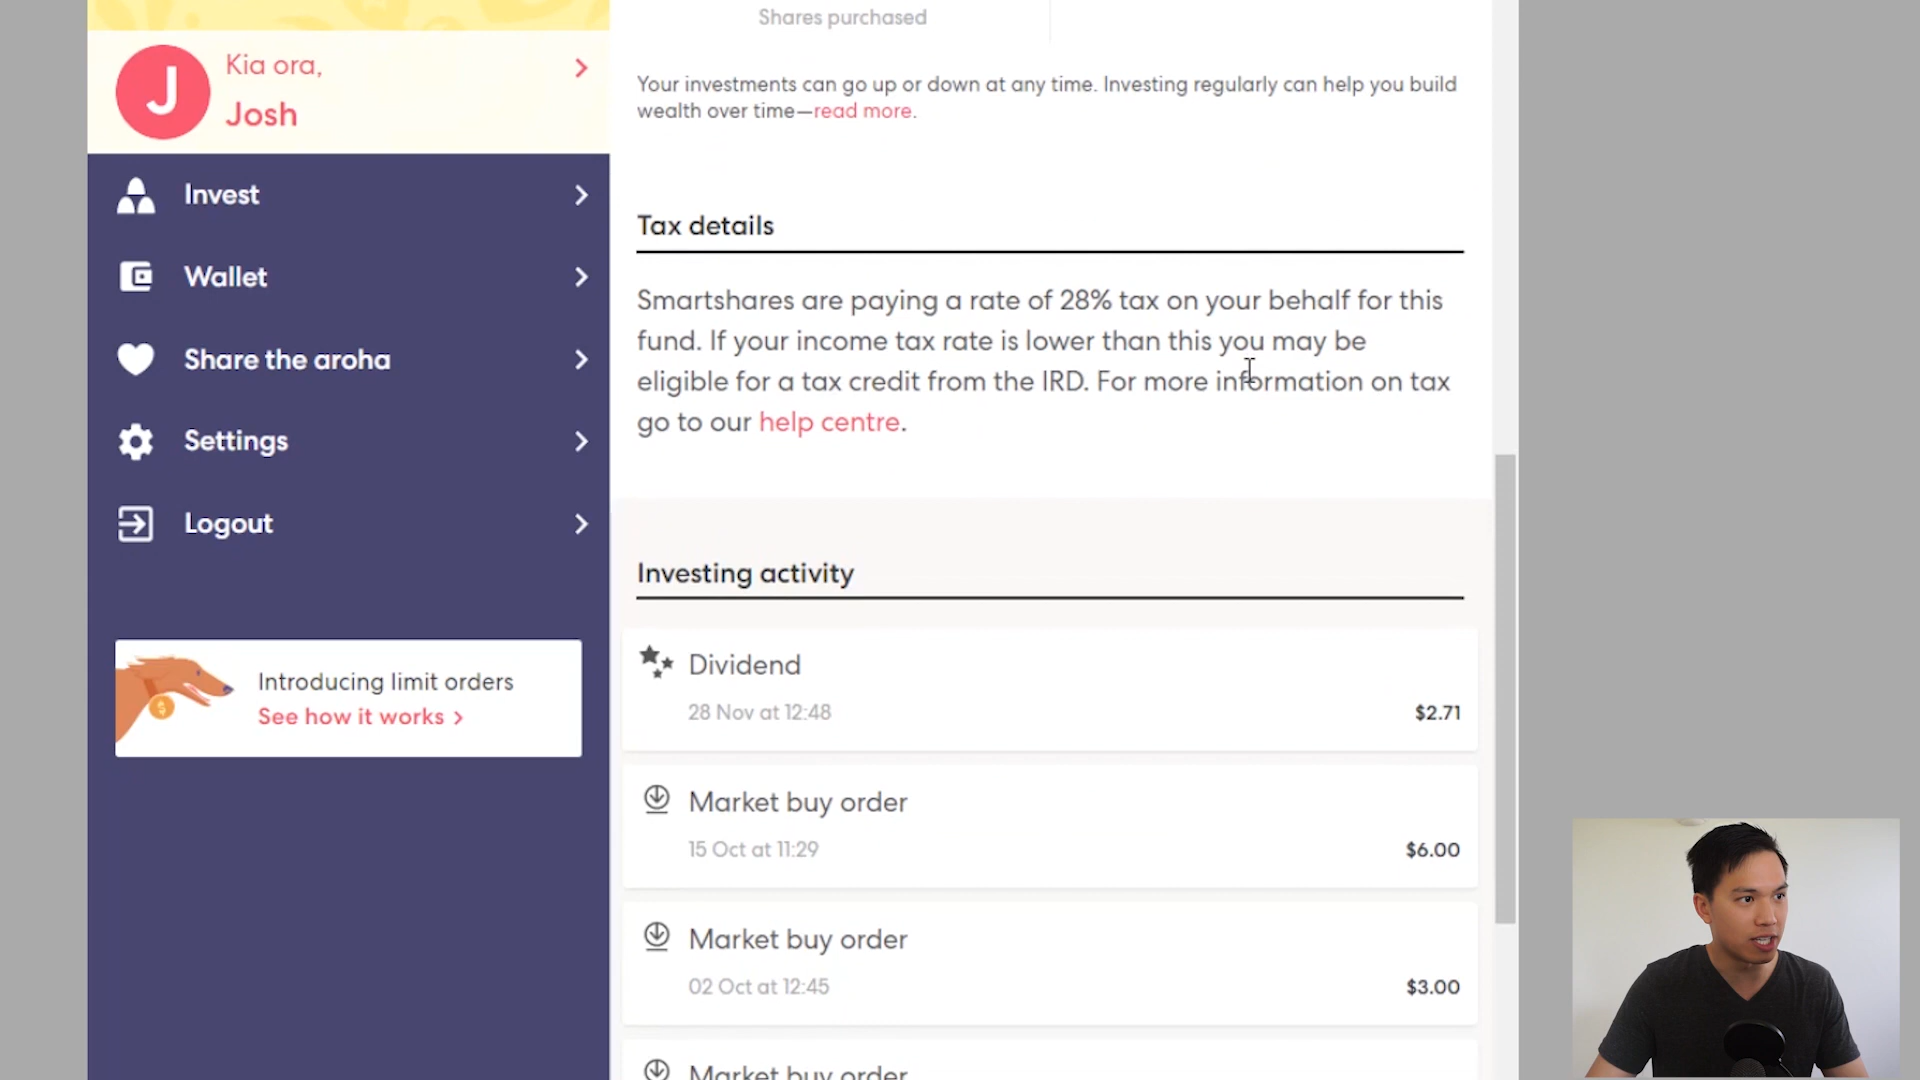 Shares purchased
J
Kia ora,
Josh
Your investments can go up or down at any time. Investing regularly can help you build
wealth over time—read more.
Invest
Wallet
Share the aroha
Settings
Logout
Tax details
Smartshares are paying a rate of 28% tax on your behalf for this
fund. If your income tax rate is lower than this you may be
eligible for a tax credit from the IRD. For more information on tax
go to our help centre.
Introducing limit orders
See how it works
Investing activity
Dividend
28 Nov at 12:48
$2.71
Market buy order
15 Oct at 11:29
$6.00
Market buy order
02 Oct at 12:45
$3.00
Market buy order